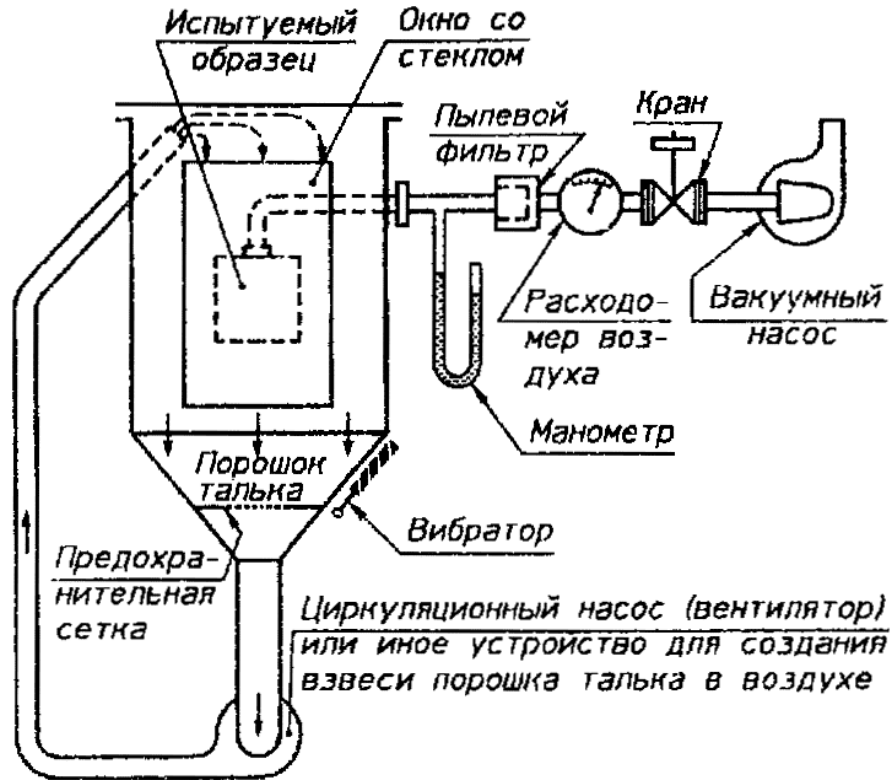 Испытуемый
образец
Окно со
стеклом
Пылевой
фильтр
Кран
Расходо-
мер воз-
духа
Вакуумный
насос
Манометр
Порошок
талька
Вибратор
Предохра-
нительная
сетка
Циркуляционный насос (вентилятор)
или иное устройство для создания
взвеси порошка талька в воздухе